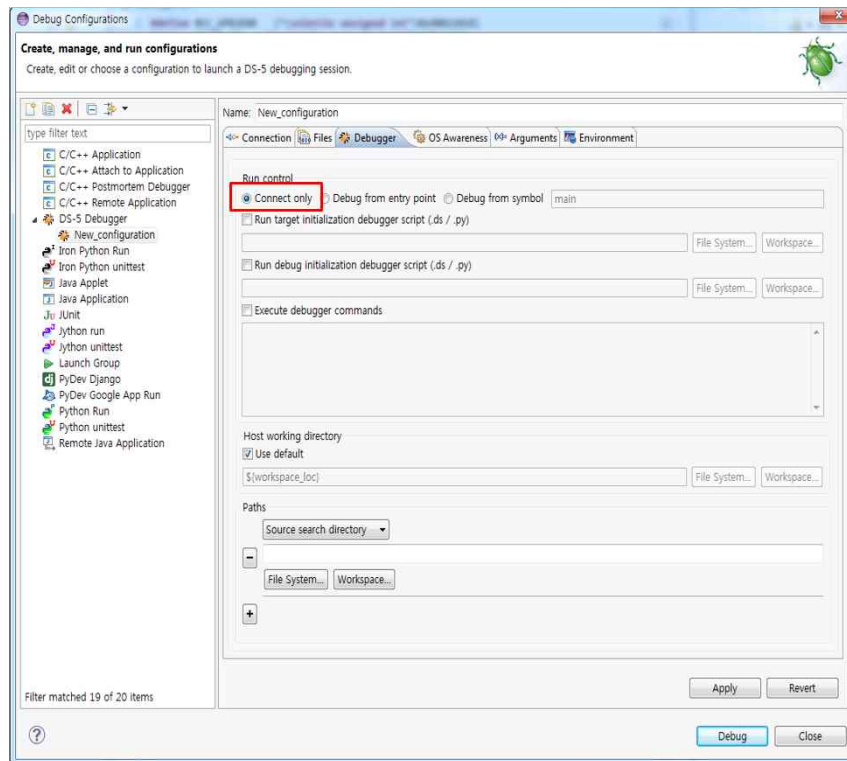 Debug Configurations
Create, manage, and run configurations
Create, edit or choose a configuration to launch a DS-5 debugging session.
type filter text
C/C++ Application
C/C++ Attach to Application
C/C++ Postmortem Debugger
C/C++ Remote Application
DS-5 Debugger
New_configuration
Iron Python Run
Iron Python unittest
Java Applet
Java Application
Ju JUnit
Jython run
Jython unittest
Launch Group
dj PyDev Django
PyDev Google App Run
Python Run
Python unittest
Remote Java Application
Filter matched 19 of 20 items
Name: New_configuration
Connection Files Debugger OS Awareness Arguments Environment
Run control
Connect only Debug from entry point Debug from symbol main
Run target initialization debugger script (.ds / .py)
File System... Workspace...
Run debug initialization debugger script (.ds / .py)
File System... Workspace...
Execute debugger commands
Host working directory
Use default
${workspace_loc} File System... Workspace...
Paths
Source search directory
File System... Workspace...
Apply Revert
Debug Close